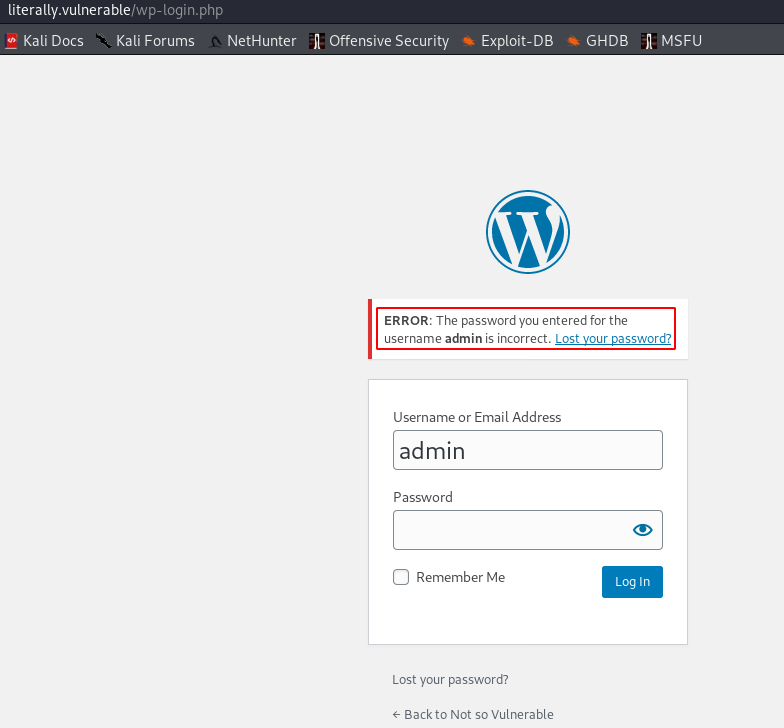 literally.vulnerable/wp-login.php
Kali Docs Kali Forums NetHunter Offensive Security Exploit-DB GHDB MSFU
ERROR: The password you entered for the
username admin is incorrect. Lost your password?
Username or Email Address
admin
Password
Remember Me
Log In
Lost your password?
← Back to Not so Vulnerable